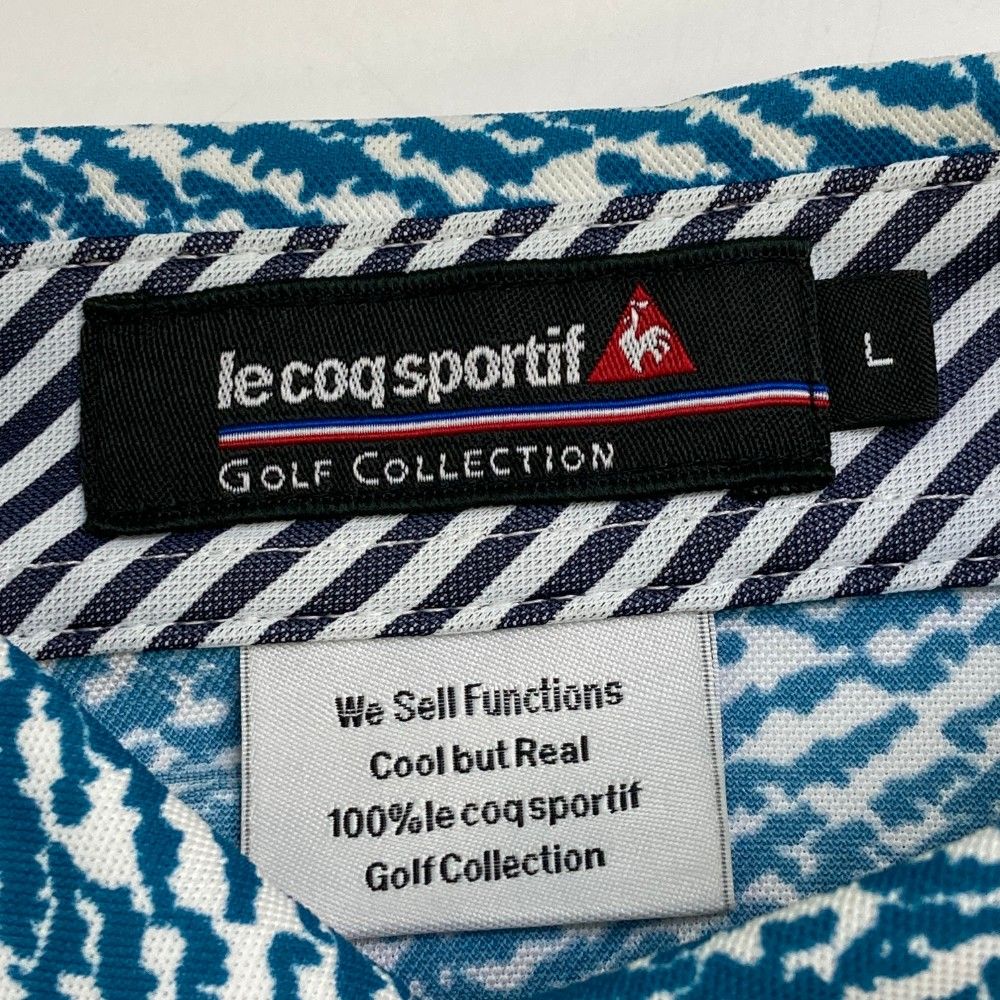 le coq sportif
GOLF COLLECTION
L
We Sell Functions
Cool but Real
100% le coq sportif
Golf Collection